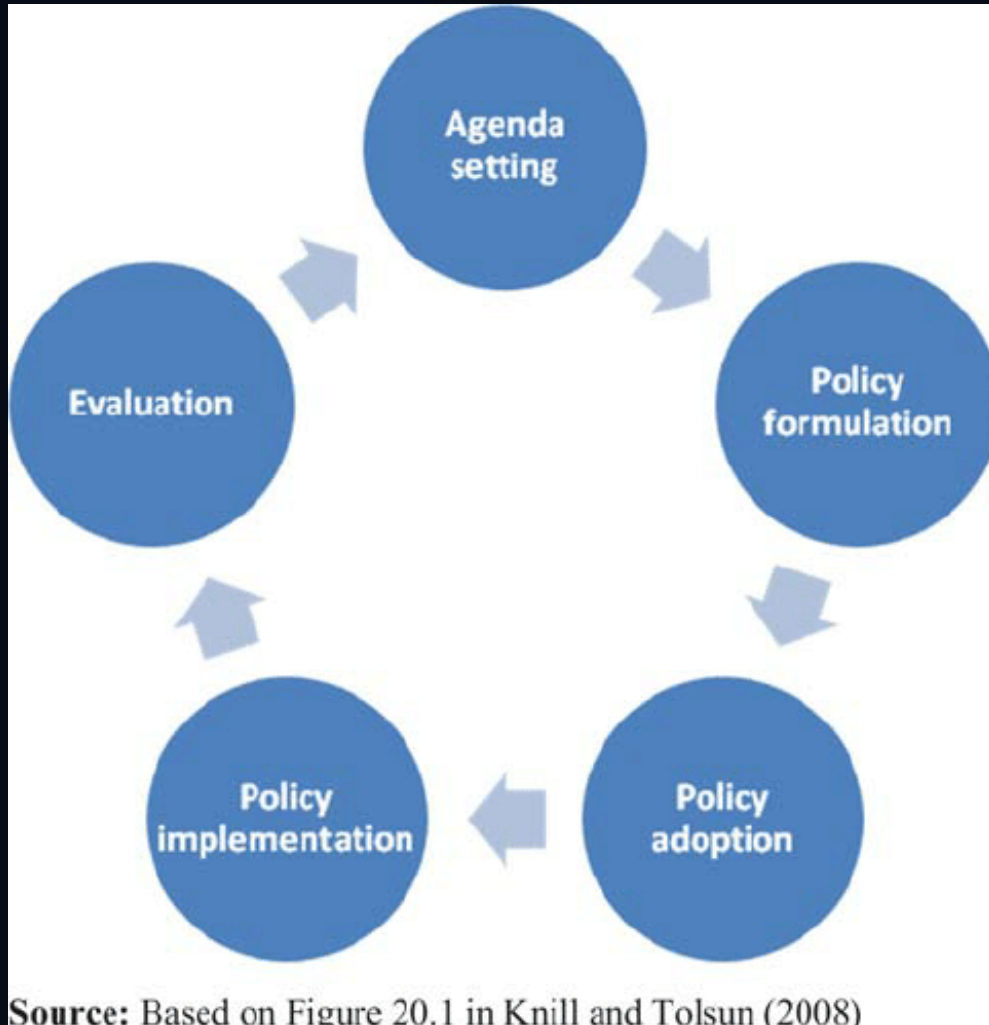 Agenda
setting
Policy
formulation
Policy
adoption
Policy
implementation
Evaluation
Source: Based on Figure 20.1 in Knill and Tolsun (2008)